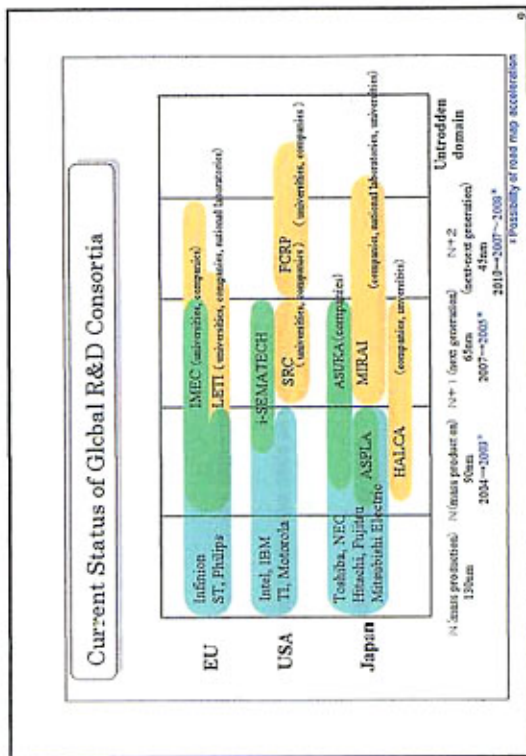 Current Status of Global R&D Consortia
EU
Infinion
ST, Philips
IMEC (universities, companies)
LETI (universities, companies, national laboratories)
USA
Intel, IBM
TI, Motorola
i-SEMATECH
SRC (universities, companies)
FCRP (universities, companies)
Japan
Toshiba, NEC
Hitachi, Fujitsu
Mitsubishi Electric
ASUKA (companies)
ASPLA
MIRAI (companies, national laboratories, universities)
HALCA (companies, universities)
N (mass production)
130nm
N (mass production)
90nm
2004→2003*
N+1 (next generation)
65nm
2007→2005*
N+2
(next-next generation)
45nm
2010→2007~2008*
Untrodden
domain
* Possibility of road map acceleration